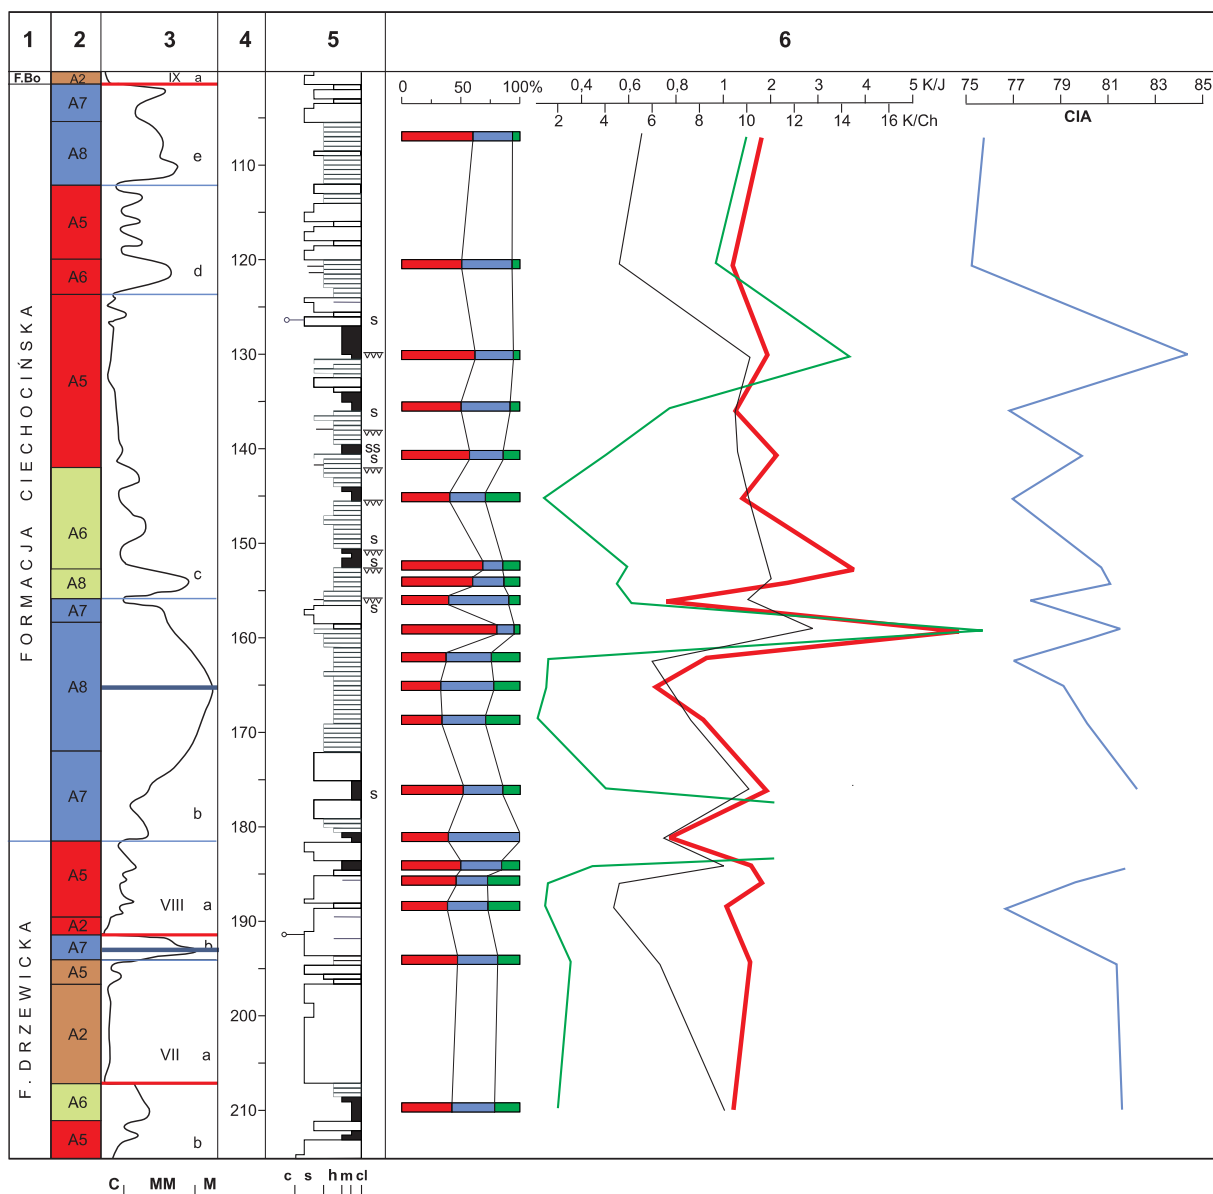 1 2 3 4 5 6
F.Bo A2 IX a
0 50 100% 0,4 0,6 0,8 1 2 3 4 5 K/J 75 77 79 81 83 85
2 4 6 8 10 12 14 16 K/Ch CIA
FORMACJA CIECHOCIŃSKA
A7
A8 e 110
A5
120
A6 d
S
130
A5
S
140 SS
S
A6 S
150
S
A8 c
A7 S
160
A8
170
A7 S
b
180
F. DRZEWICKA
A5
VIII a
190
A2
A7 b
A5
200
A2
VII a
A6 210
A5 b
C MM M c s h m cl